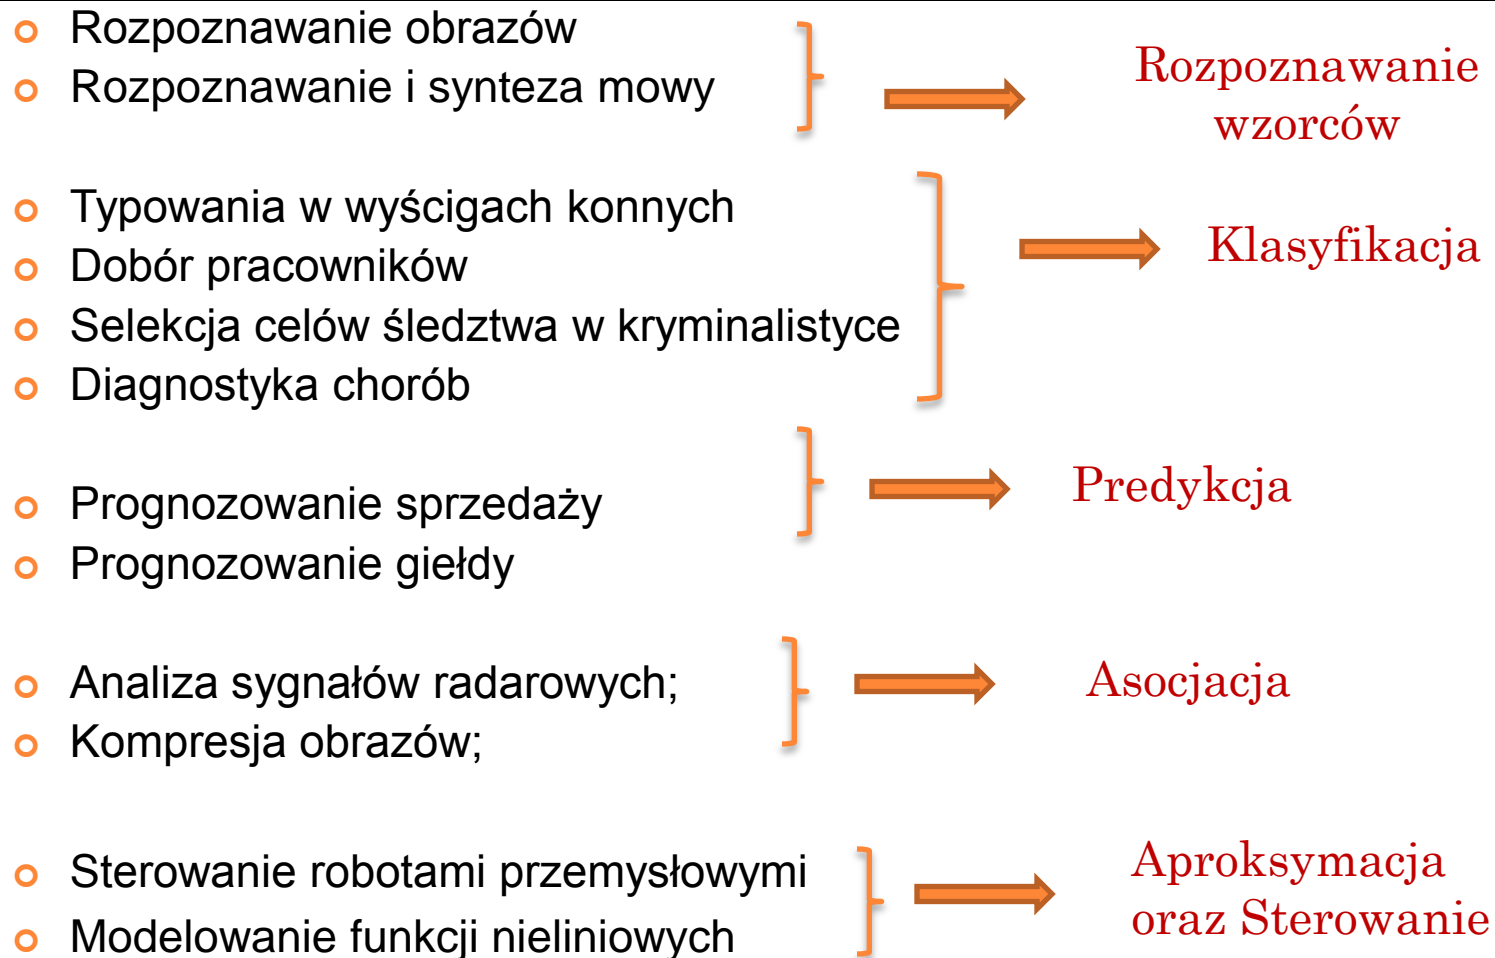 Rozpoznawanie obrazów
Rozpoznawanie i synteza mowy
Rozpoznawanie
wzorców
Typowania w wyścigach konnych
Dobór pracowników
Selekcja celów śledztwa w kryminalistyce
Diagnostyka chorób
Klasyfikacja
Prognozowanie sprzedaży
Prognozowanie giełdy
Predykcja
Analiza sygnałów radarowych;
Kompresja obrazów;
Asocjacja
Sterowanie robotami przemysłowymi
Modelowanie funkcji nieliniowych
Aproksymacja
oraz Sterowanie